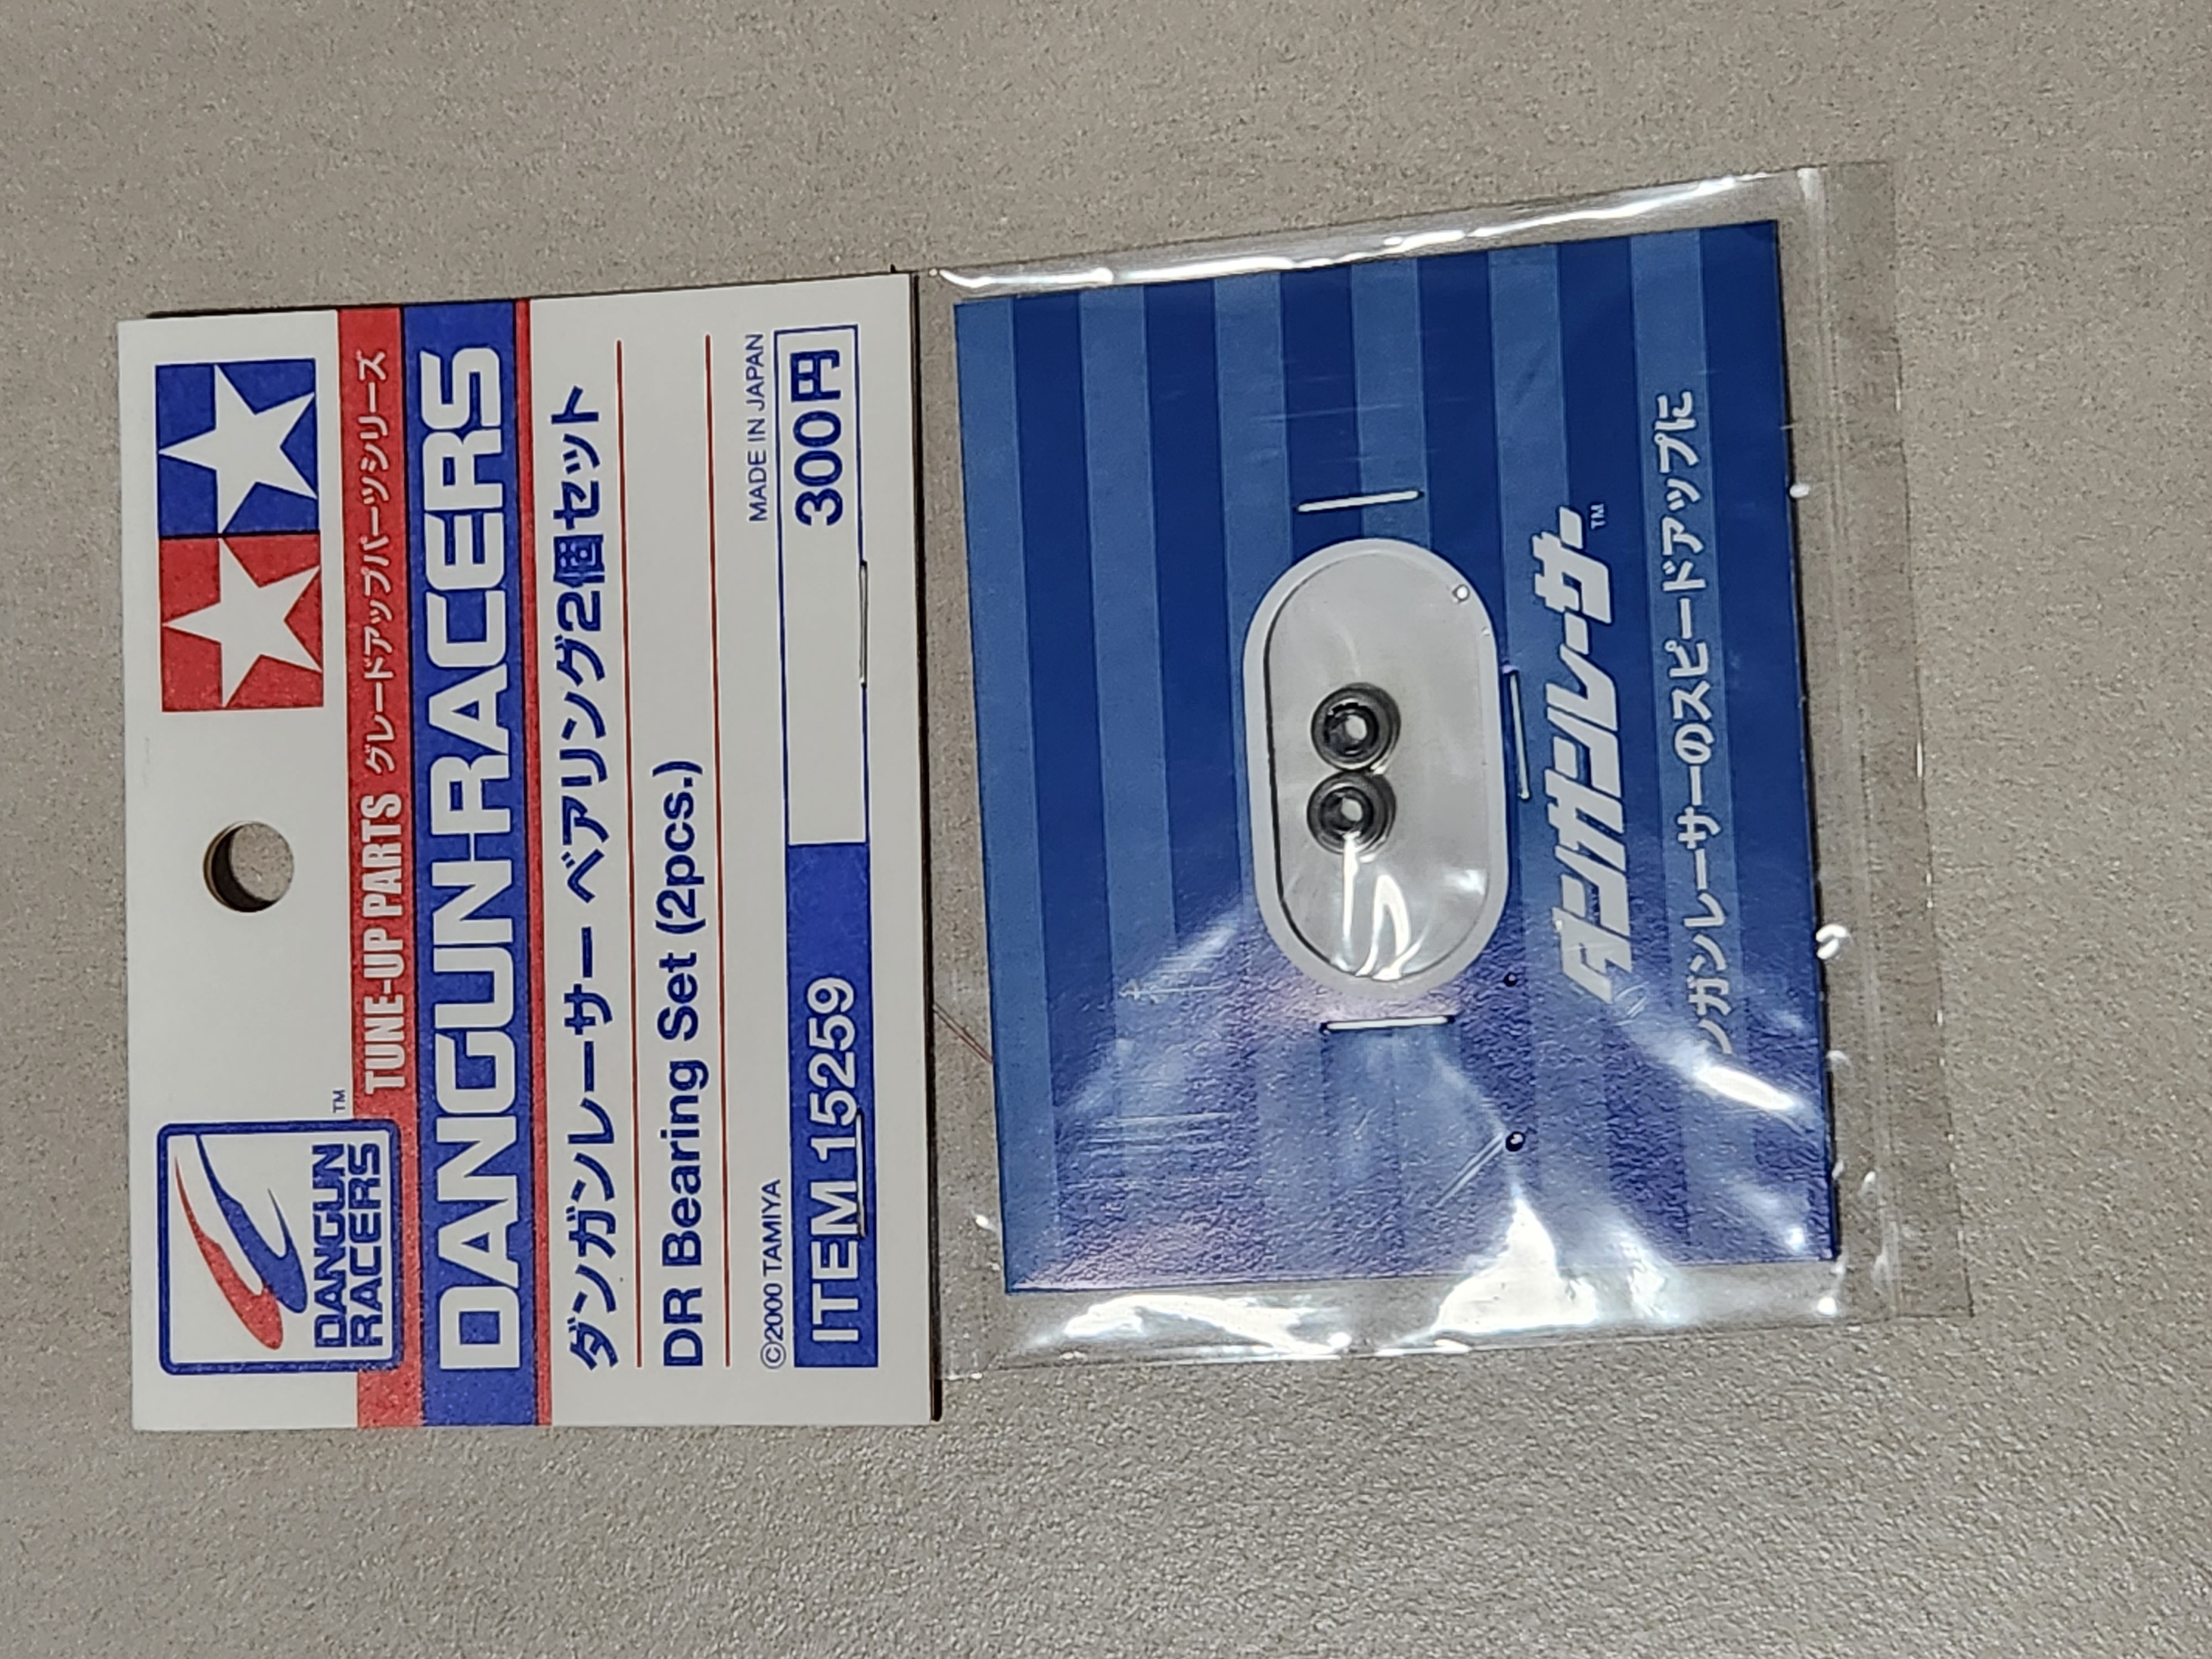 DANGUN
RACERS
TM
TUNE-UP PARTS グレードアップパーツシリーズ
DANGUN-RACERS
ダンガンレーサー ベアリング2個セット
DR Bearing Set (2pcs.)
©2000 TAMIYA
MADE IN JAPAN
ITEM 15259
300円
ダンガンレーサー
TM
ンガンレーサーのスピードアップに